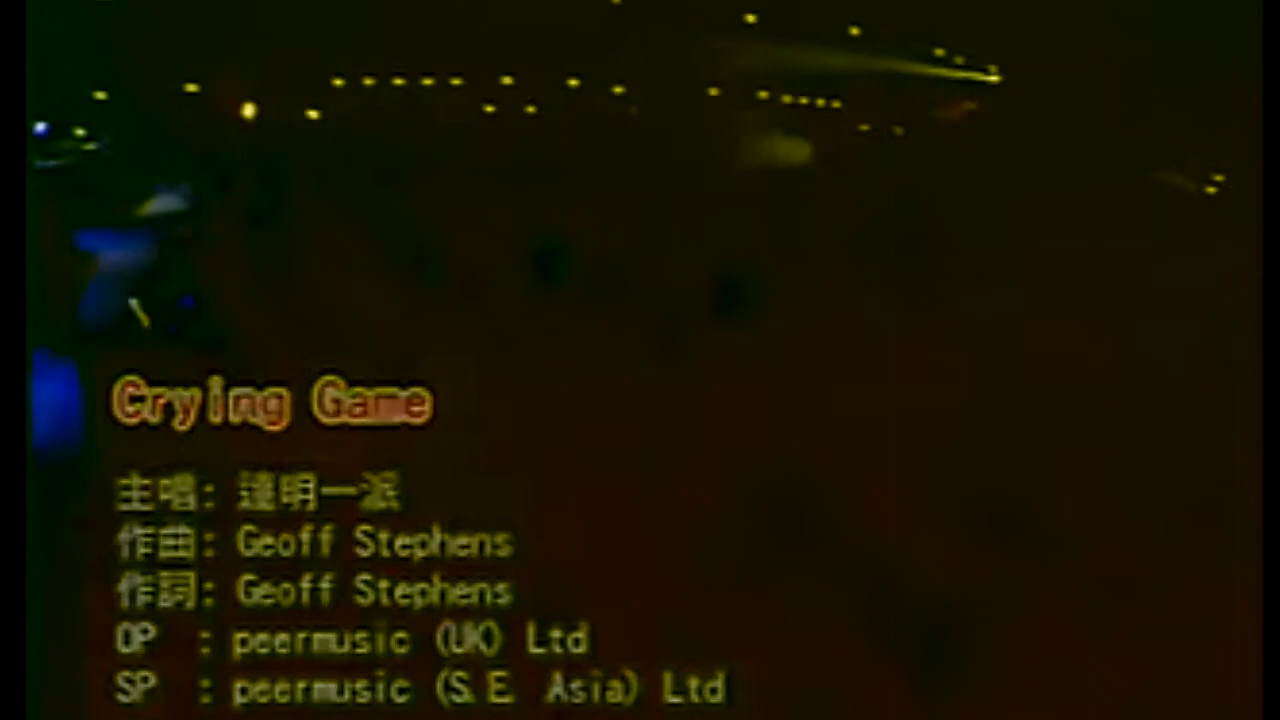 Crying Game
主唱: 達明一派
作曲: Geoff Stephens
作詞: Geoff Stephens
OP : peermusic (UK) Ltd
SP : peermusic (S.E. Asia) Ltd